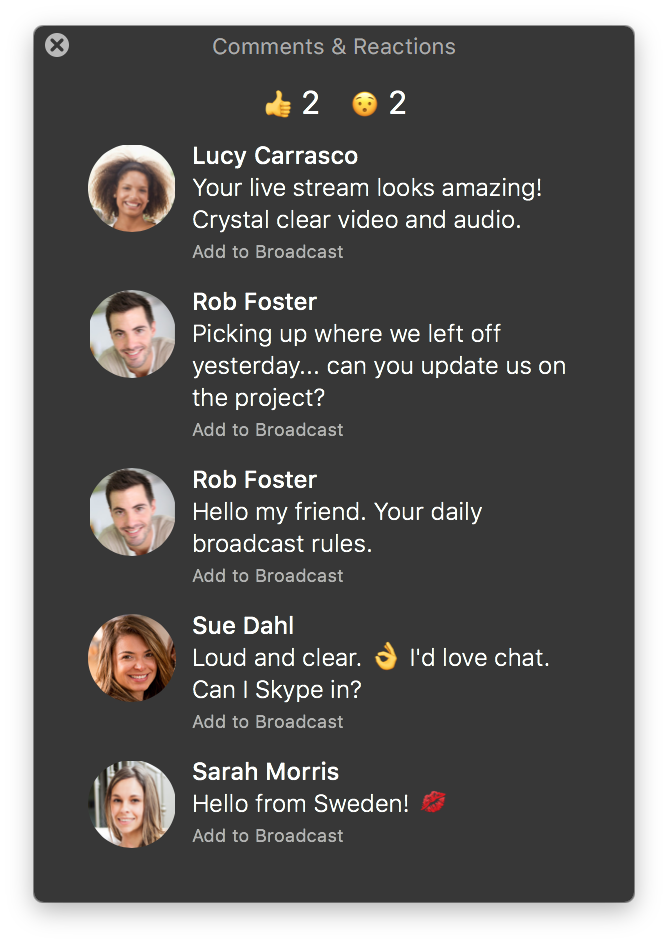 Comments & Reactions
👍 2 😯 2
Lucy Carrasco
Your live stream looks amazing!
Crystal clear video and audio.
Add to Broadcast
Rob Foster
Picking up where we left off
yesterday... can you update us on
the project?
Add to Broadcast
Rob Foster
Hello my friend. Your daily
broadcast rules.
Add to Broadcast
Sue Dahl
Loud and clear. 👌 I'd love chat.
Can I Skype in?
Add to Broadcast
Sarah Morris
Hello from Sweden! 💋
Add to Broadcast